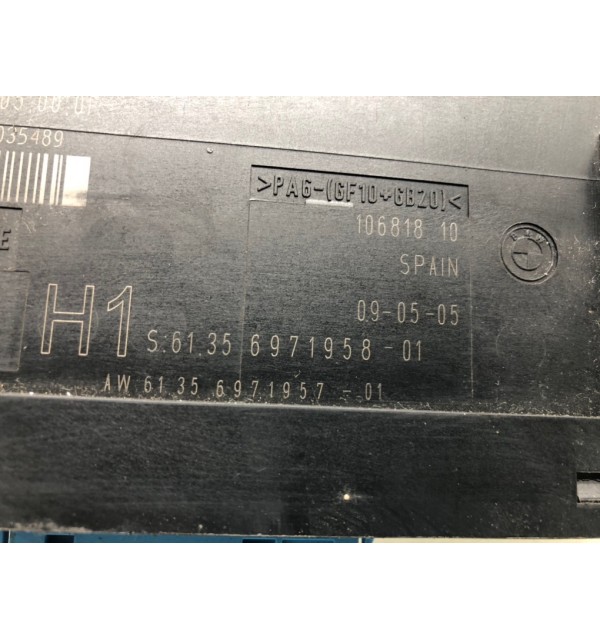 035489
>PA6-(GF10+GB20)<
106818 10
BMW
SPAIN
09-05-05
H1
S:61.35 6971958-01
AW 61 35 6971957-01